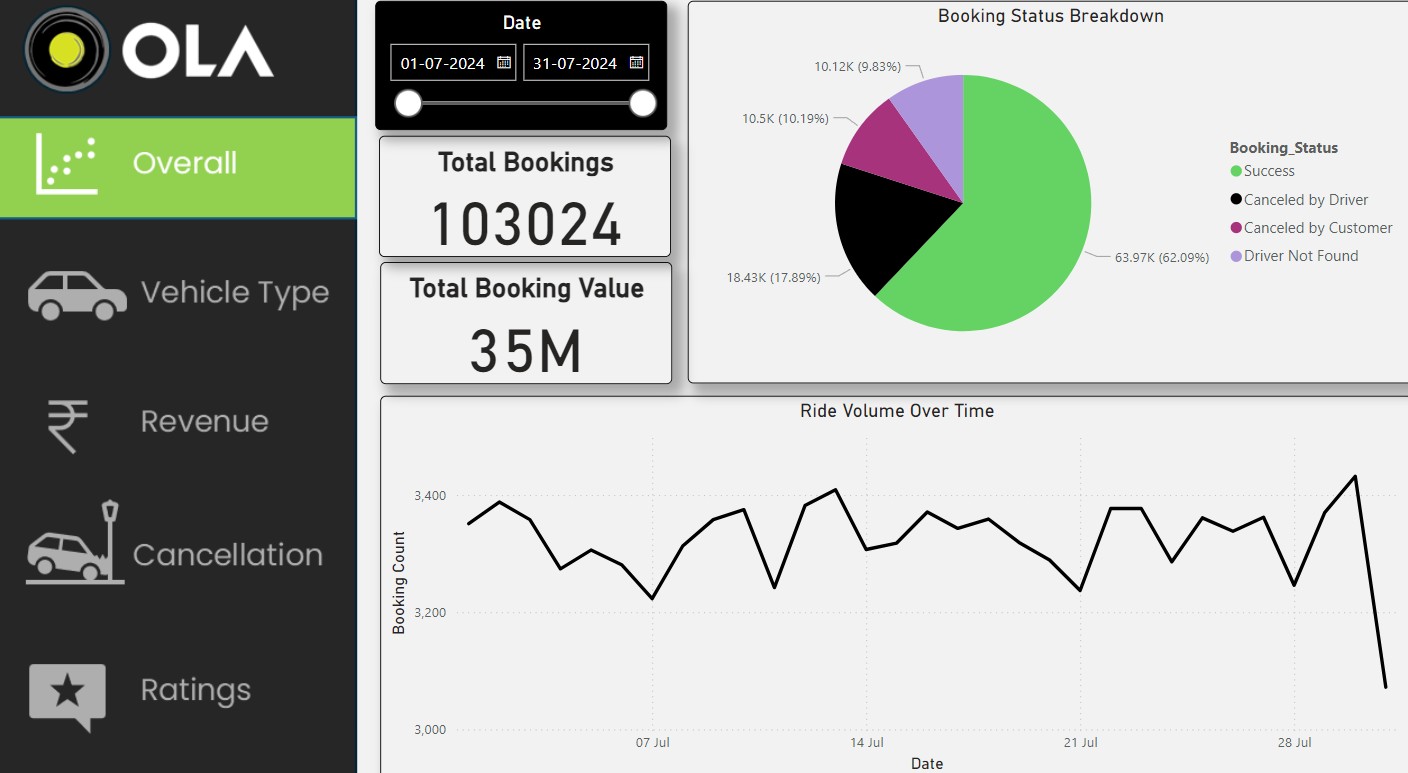 OLA
Overall
Vehicle Type
Revenue
Cancellation
Ratings
Date
01-07-2024 31-07-2024
Total Bookings
103024
Total Booking Value
35M
Booking Status Breakdown
10.12K (9.83%)
10.5K (10.19%)
18.43K (17.89%)
63.97K (62.09%)
Booking_Status
Success
Canceled by Driver
Canceled by Customer
Driver Not Found
Ride Volume Over Time
Booking Count
3,400
3,200
3,000
07 Jul 14 Jul 21 Jul 28 Jul
Date